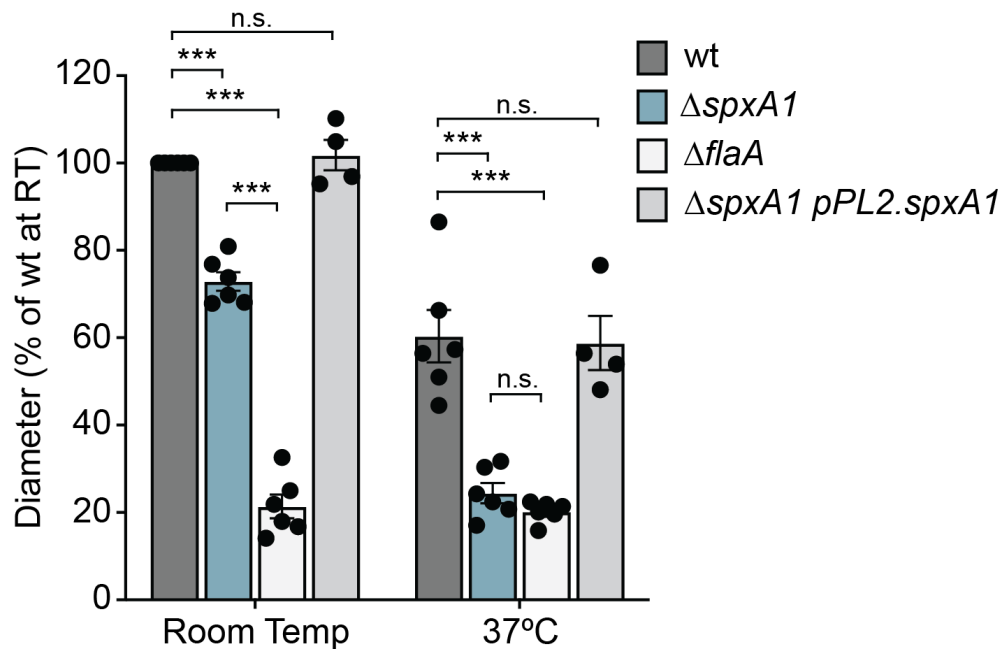 n.s.
***
***
***
n.s.
***
***
n.s.
wt
ΔspxA1
ΔflaA
ΔspxA1 pPL2.spxA1
Diameter (% of wt at RT)
120
100
80
60
40
20
0
Room Temp
37ºC